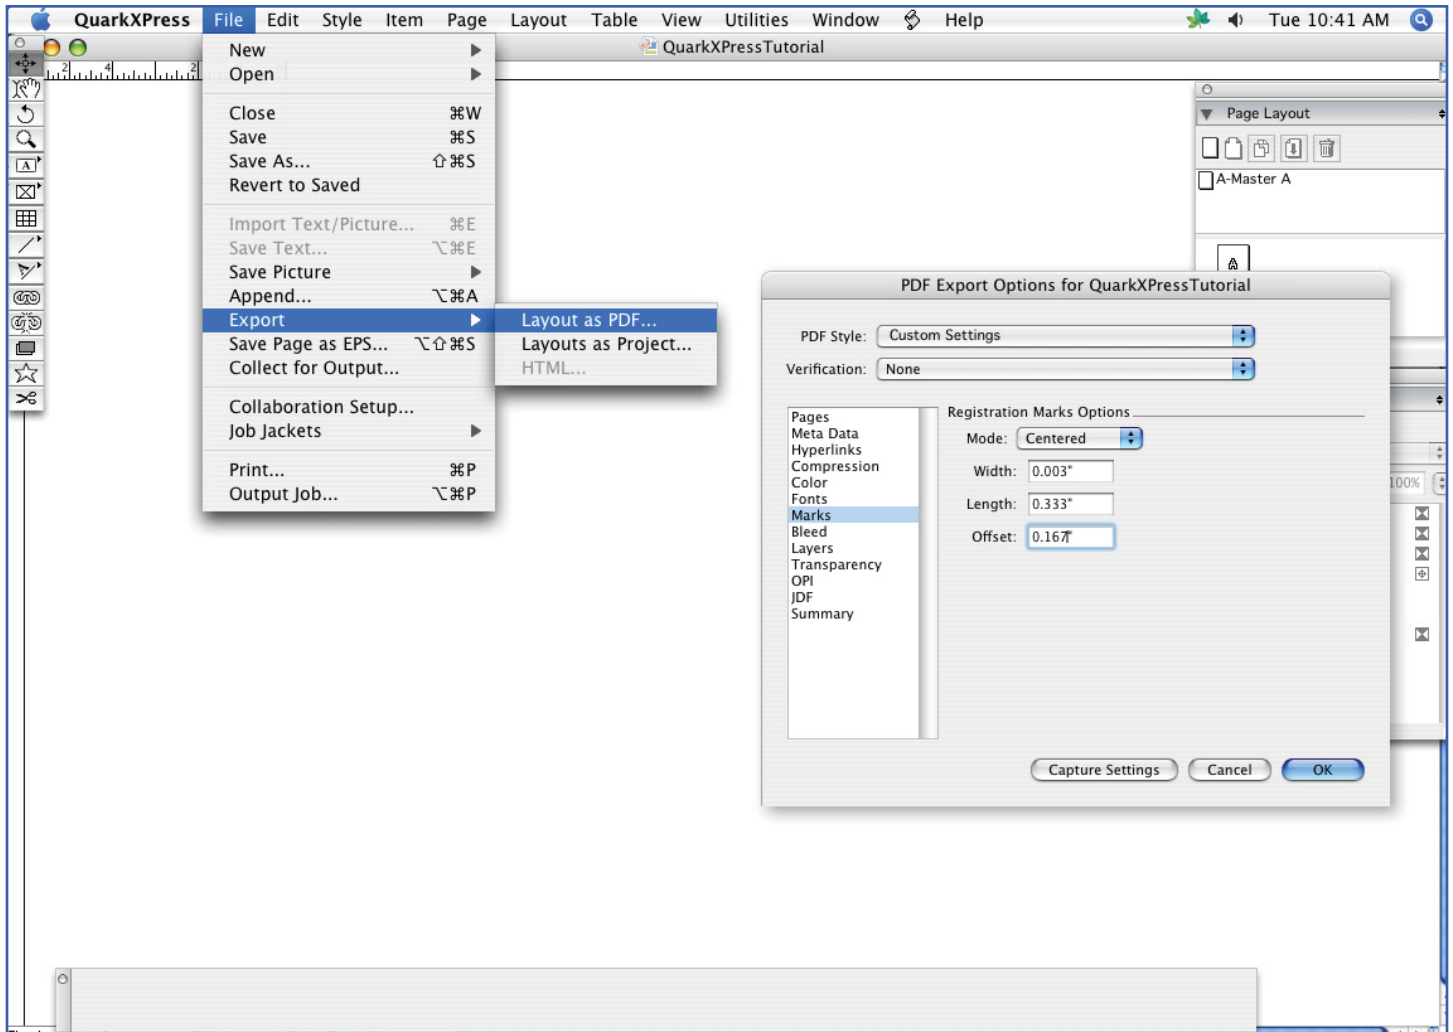 QuarkXPress File Edit Style Item Page Layout Table View Utilities Window Help Tue 10:41 AM
QuarkXPressTutorial
2 4 2
New
Open
Close ⌘W
Save ⌘S
Save As... ⇧⌘S
Revert to Saved
Import Text/Picture... ⌘E
Save Text... ⌥⌘E
Save Picture
Append... ⌥⌘A
Export
Save Page as EPS... ⌥⇧⌘S
Collect for Output...
Collaboration Setup...
Job Jackets
Print... ⌘P
Output Job... ⌥⌘P
Layout as PDF...
Layouts as Project...
HTML...
A
Page Layout
A-Master A
A
100%
PDF Export Options for QuarkXPressTutorial
PDF Style: Custom Settings
Verification: None
Pages
Meta Data
Hyperlinks
Compression
Color
Fonts
Marks
Bleed
Layers
Transparency
OPI
JDF
Summary
Registration Marks Options
Mode: Centered
Width: 0.003"
Length: 0.333"
Offset: 0.167"
Capture Settings Cancel OK